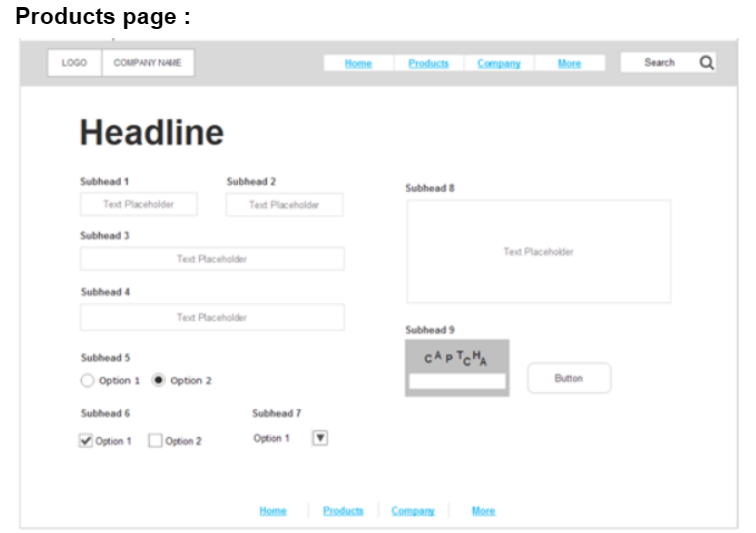 Products page :
LOGO COMPANY NAME Home Products Company More Search
Headline
Subhead 1 Subhead 2
Text Placeholder Text Placeholder
Subhead 3
Text Placeholder
Subhead 4
Text Placeholder
Subhead 5
Option 1 Option 2
Subhead 6 Subhead 7
Option 1 Option 2 Option 1
Subhead 8
Text Placeholder
Subhead 9
CAPTCHA
Button
Home Products Company More